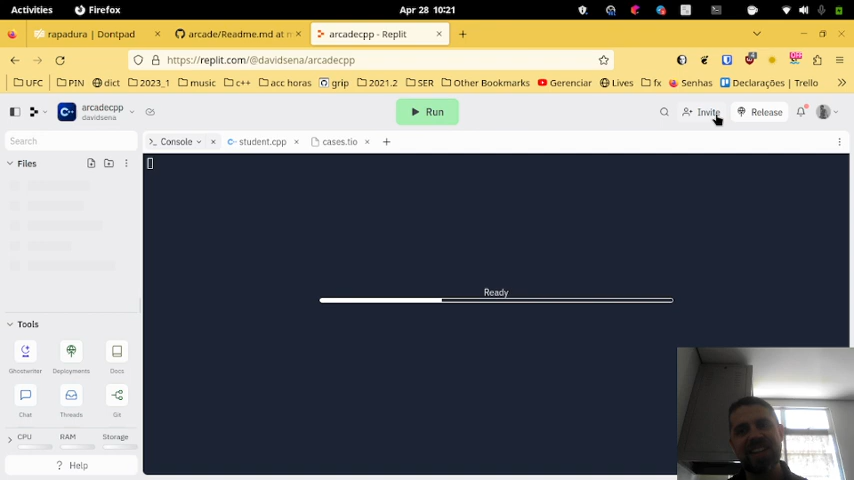 Activities Firefox Apr 28 10:21
rapadura | Dontpad arcade/Readme.md at m arcadecpp - Replit
https://replit.com/@davidsena/arcadecpp
UFC PIN dict 2023_1 music c++ acc horas grip 2021.2 SER Other Bookmarks Gerenciar Lives fx Senhas Declarações | Trello
arcadecpp
davidsena
Run
Invite
Release
Search
Console student.cpp cases.tio
Files
Ready
Tools
Ghostwriter Deployments Docs
Chat Threads Git
CPU RAM Storage
? Help